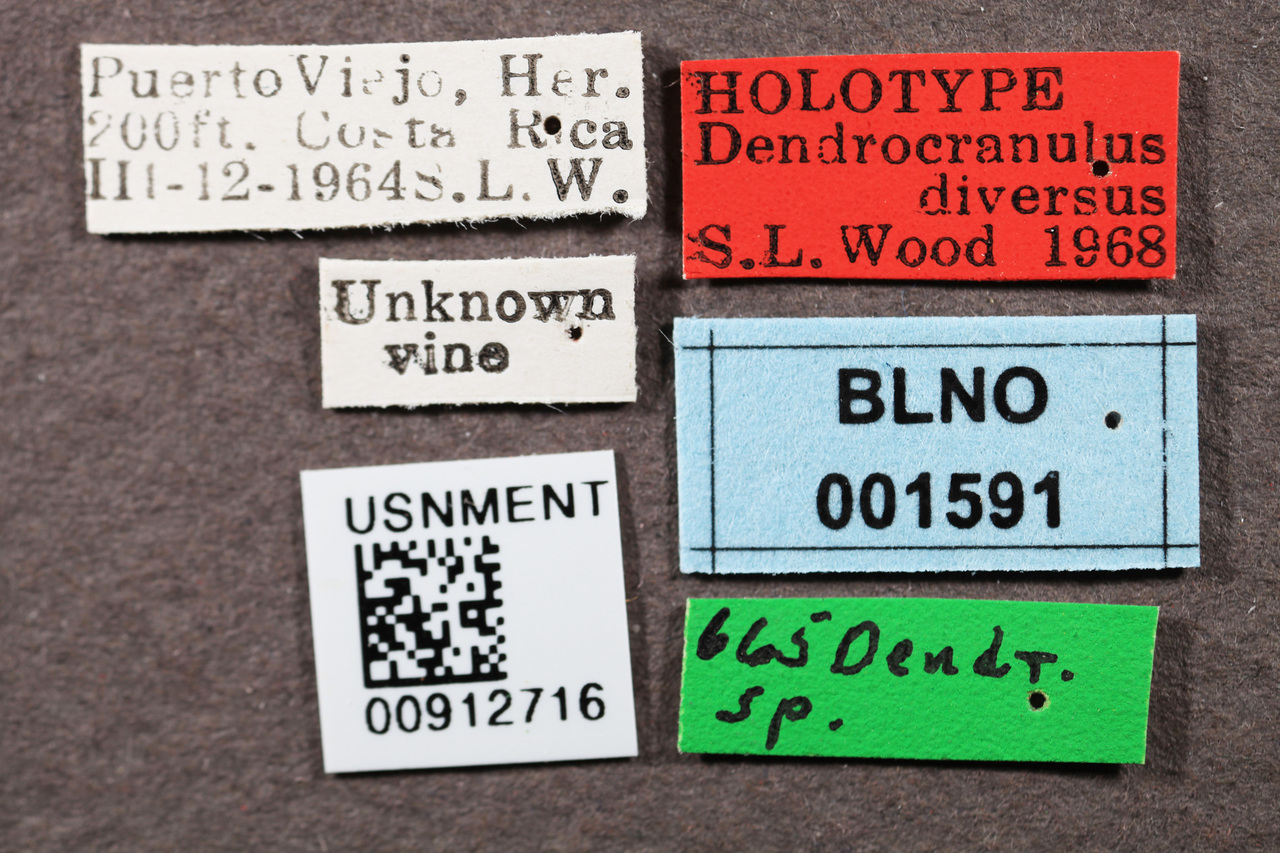 Puerto Viejo, Her.
200ft. Costa Rica
III-12-1964 S.L. W.
Unknown
vine
USNMENT
00912716
HOLOTYPE
Dendrocranulus
diversus
S.L. Wood 1968
BLNO
001591
665 Dendr.
sp.